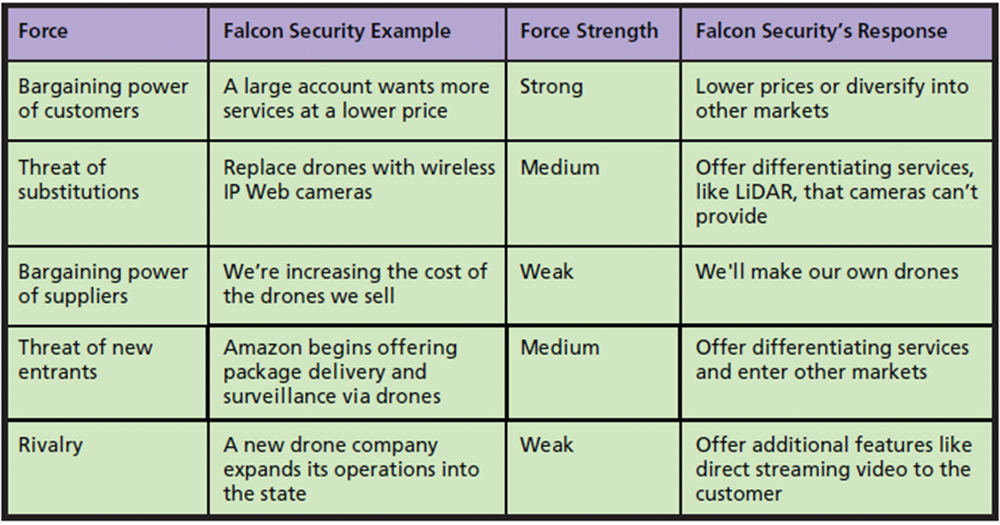 Force
Falcon Security Example
Force Strength
Falcon Security’s Response
Bargaining power
of customers
A large account wants more
services at a lower price
Strong
Lower prices or diversify into
other markets
Threat of
substitutions
Replace drones with wireless
IP Web cameras
Medium
Offer differentiating services,
like LiDAR, that cameras can’t
provide
Bargaining power
of suppliers
We’re increasing the cost of
the drones we sell
Weak
We'll make our own drones
Threat of new
entrants
Amazon begins offering
package delivery and
surveillance via drones
Medium
Offer differentiating services
and enter other markets
Rivalry
A new drone company
expands its operations into
the state
Weak
Offer additional features like
direct streaming video to the
customer